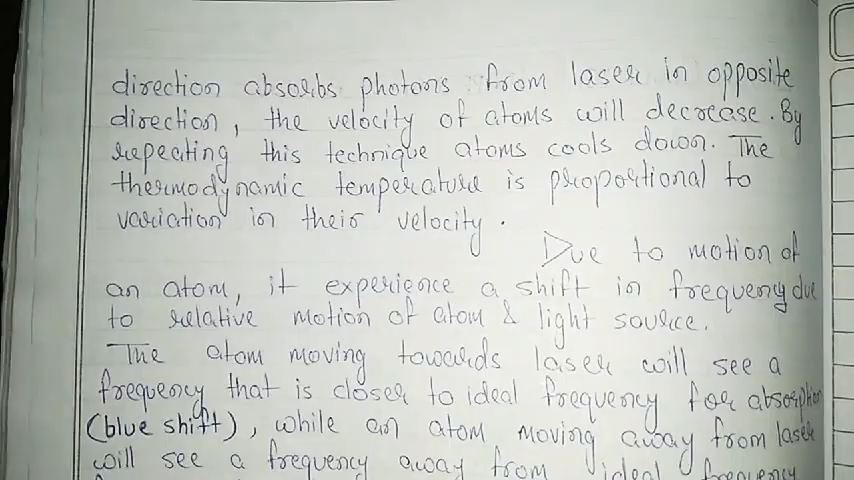 direction absorbs photons from laser in opposite
direction, the velocity of atoms will decrease. By
repeating this technique atoms cools down. The
thermodynamic temperature is proportional to
variation in their velocity.
Due to motion of
an atom, it experience a shift in frequency due
to relative motion of atom & light source.
The atom moving towards laser will see a
frequency that is closer to ideal frequency for absorption
(blue shift), while an atom moving away from laser
will see a frequency away from ideal frequency